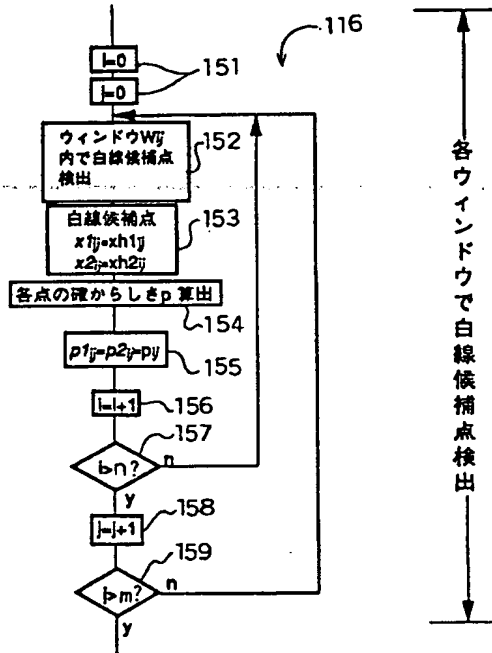 116
i=0
151
j=0
ウィンドウWij
内で白線候補点
検出
152
白線候補点
x1ij=xh1ij
x2ij=xh2ij
153
各点の確からしさp 算出
154
p1ij=p2ij=pij
155
i=i+1
156
i>n?
157
n
y
j=j+1
158
j>m?
159
n
y
各ウィンドウで白線候補点検出